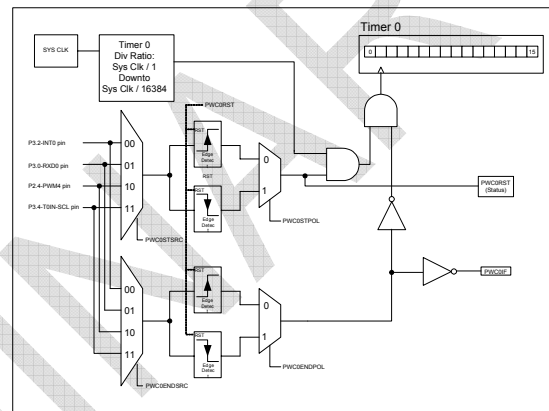 Timer 0
0 15
SYS CLK
Timer 0
Div Ratio:
Sys Clk / 1
Downto
Sys Clk / 16384
PWC0RST
P3.2-INT0 pin
P3.0-RXD0 pin
P2.4-PWM4 pin
P3.4-T0IN-SCL pin
00
01
10
11
PWC0STSRC
RST
Edge
Detec
RST
RST
Edge
Detec
0
1
PWC0STPOL
PWC0RST
(Status)
00
01
10
11
PWC0ENDSRC
RST
Edge
Detec
RST
Edge
Detec
0
1
PWC0ENDPOL
PWC0IF